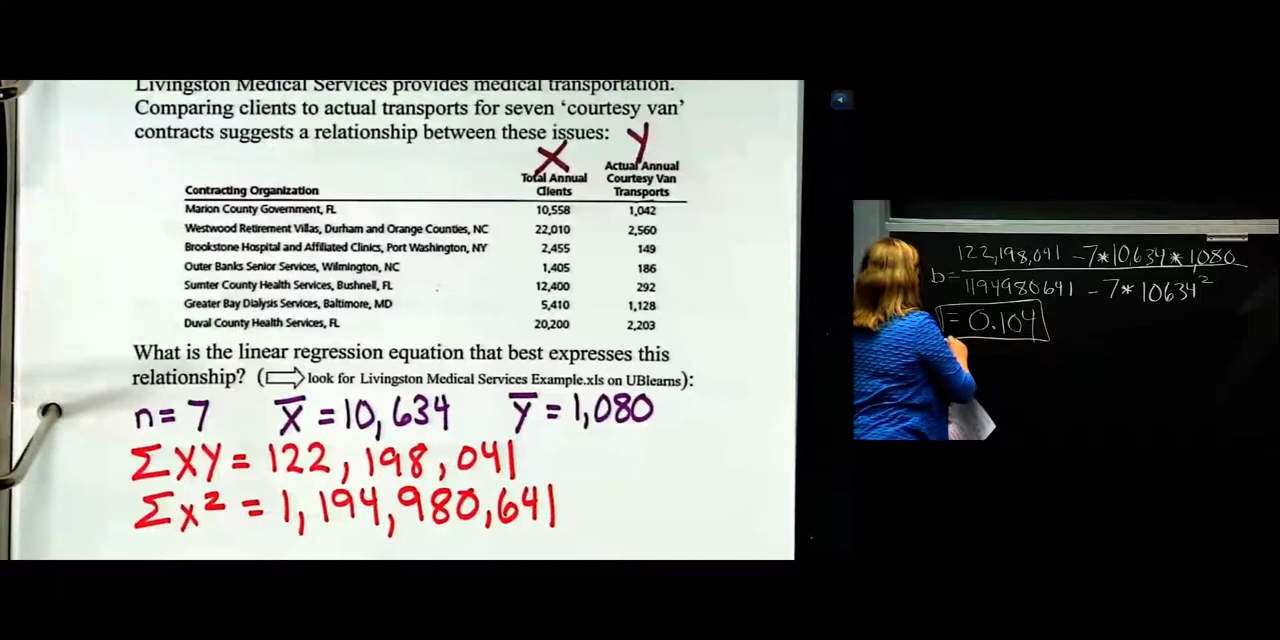 Livingston Medical Services provides medical transportation.
Comparing clients to actual transports for seven ‘courtesy van’
contracts suggests a relationship between these issues:
X Y
Contracting Organization Total Annual Clients Actual Annual Courtesy Van Transports
Marion County Government, FL 10,558 1,042
Westwood Retirement Villas, Durham and Orange Counties, NC 22,010 2,560
Brookstone Hospital and Affiliated Clinics, Port Washington, NY 2,455 149
Outer Banks Senior Services, Wilmington, NC 1,405 186
Sumter County Health Services, Bushnell, FL 12,400 292
Greater Bay Dialysis Services, Baltimore, MD 5,410 1,128
Duval County Health Services, FL 20,200 2,203
What is the linear regression equation that best expresses this
relationship? (⇨ look for Livingston Medical Services Example.xls on UBlearns):
n = 7 X̅ = 10,634 Y̅ = 1,080
ΣXY = 122,198,041
Σx² = 1,194,980,641
b = 122,198,041 - 7*10,634*1,080
1194980641 - 7*10634²
= 0.104